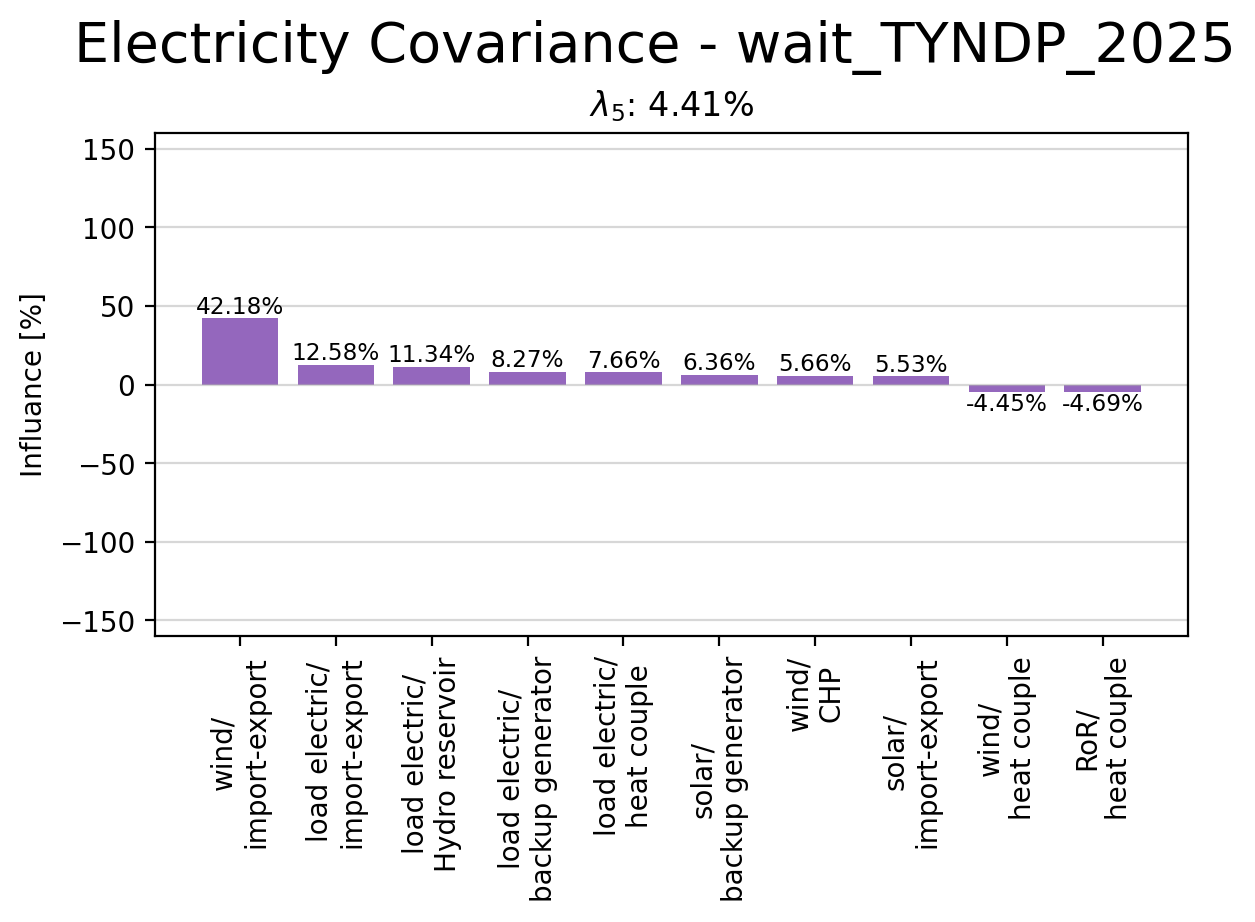 Electricity Covariance - wait_TYNDP_2025
λ5: 4.41%
Influance [%]
150
100
50
0
−50
−100
−150
42.18%
12.58%
11.34%
8.27%
7.66%
6.36%
5.66%
5.53%
-4.45%
-4.69%
wind/
import-export
load electric/
import-export
load electric/
Hydro reservoir
load electric/
backup generator
load electric/
heat couple
solar/
backup generator
wind/
CHP
solar/
import-export
wind/
heat couple
RoR/
heat couple